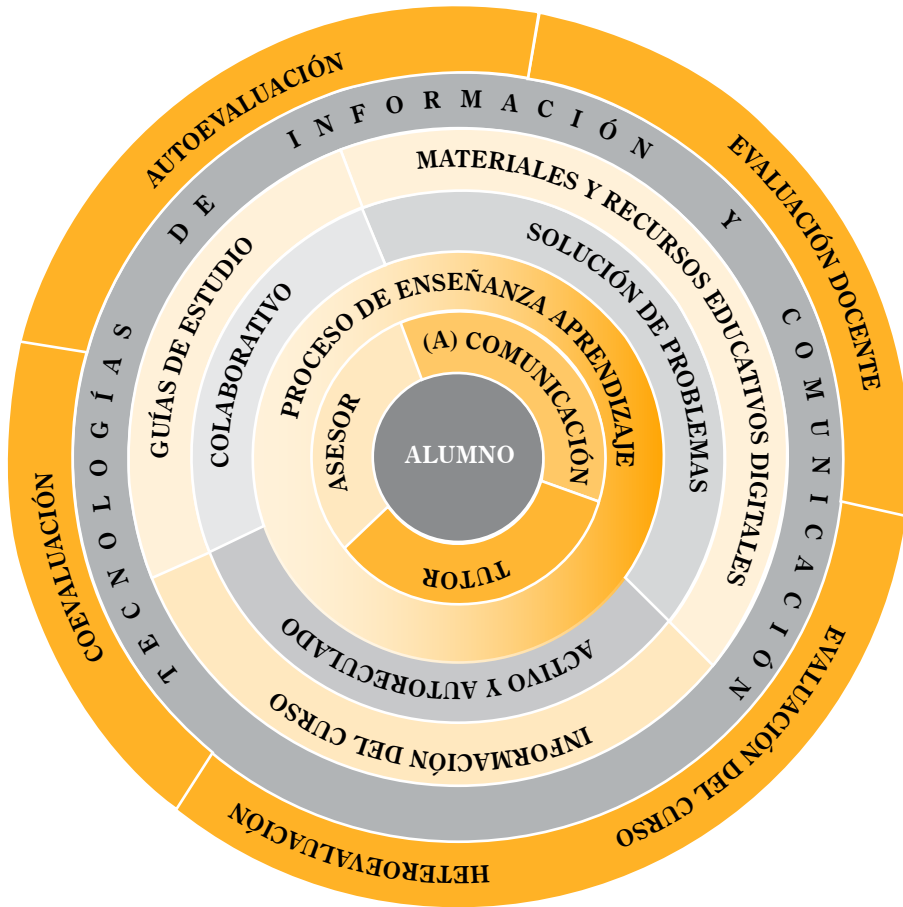 AUTOEVALUACIÓN
EVALUACIÓN DOCENTE
EVALUACIÓN DEL CURSO
HETEROEVALUACIÓN
COEVALUACIÓN
TECNOLOGÍAS DE INFORMACIÓN Y COMUNICACIÓN
GUÍAS DE ESTUDIO
MATERIALES Y RECURSOS EDUCATIVOS DIGITALES
INFORMACIÓN DEL CURSO
COLABORATIVO
SOLUCIÓN DE PROBLEMAS
ACTIVO Y AUTORECULADO
PROCESO DE ENSEÑANZA APRENDIZAJE
ASESOR
(A) COMUNICACIÓN
TUTOR
ALUMNO